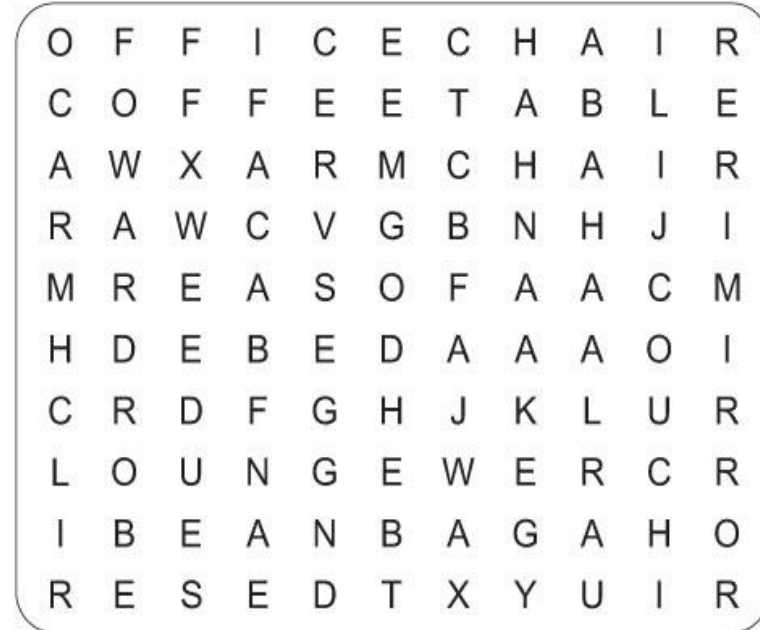 O F F I C E C H A I R
C O F F E E T A B L E
A W X A R M C H A I R
R A W C V G B N H J I
M R E A S O F A A C M
H D E B E D A A A O I
C R D F G H J K L U R
L O U N G E W E R C R
I B E A N B A G A H O
R E S E D T X Y U I R